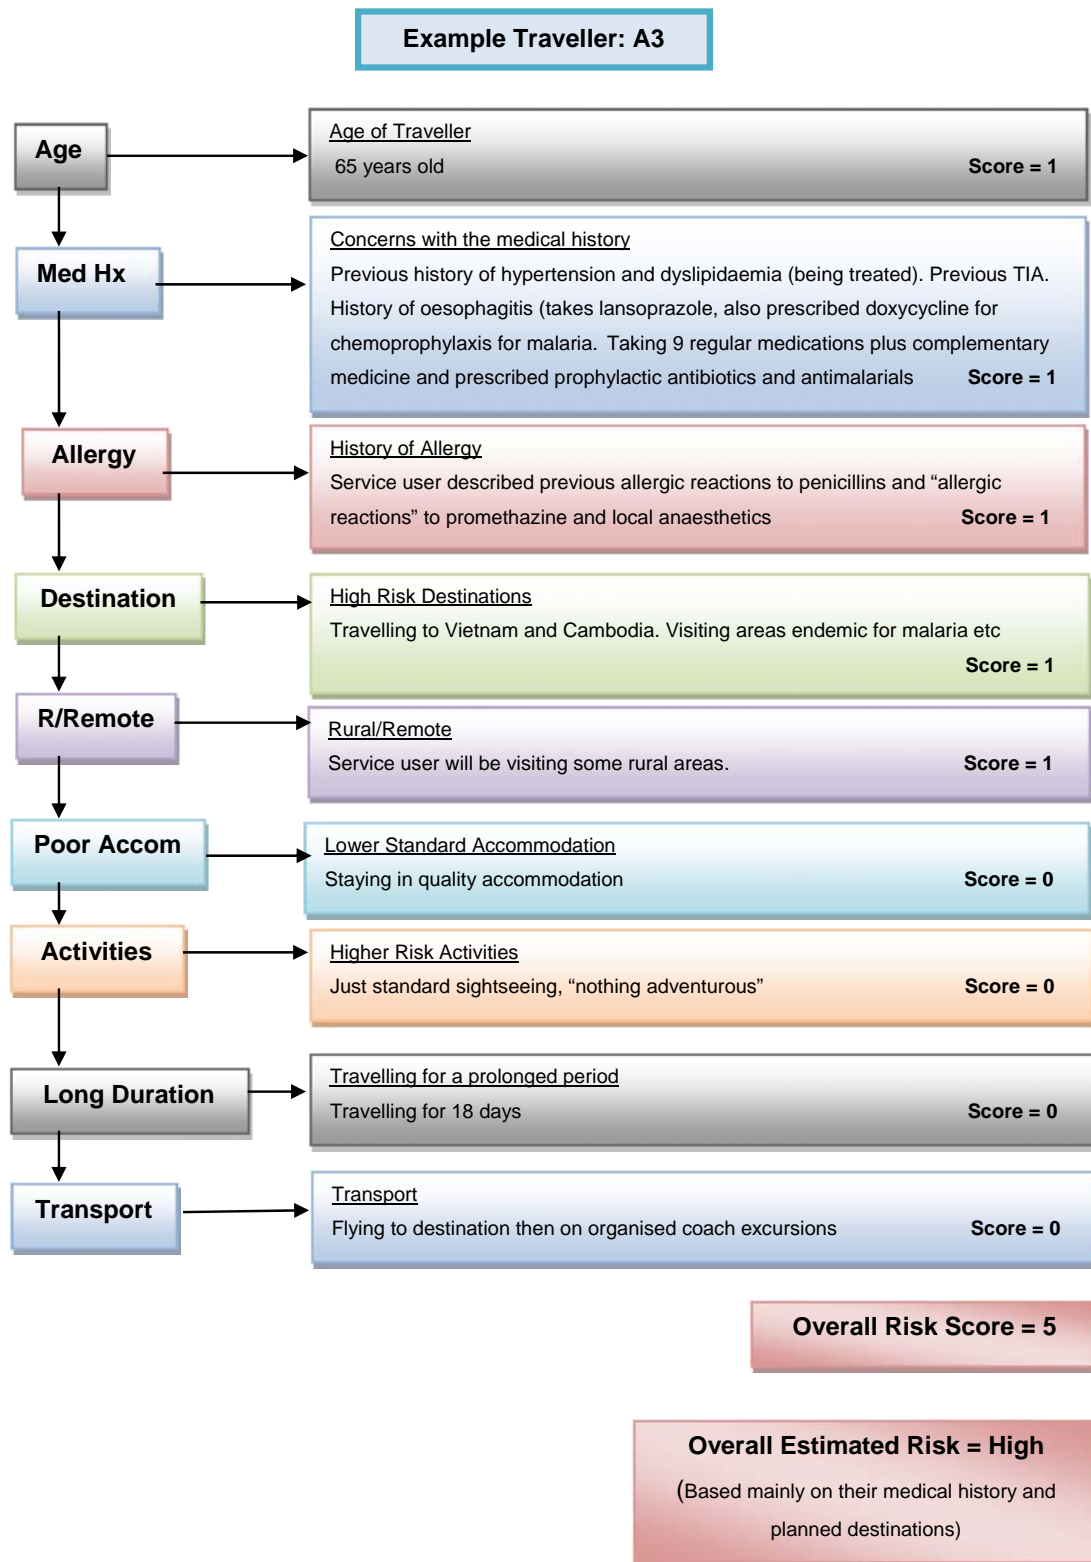 Example Traveller: A3
Age
Age of Traveller
65 years old Score = 1
Med Hx
Concerns with the medical history
Previous history of hypertension and dyslipidaemia (being treated). Previous TIA.
History of oesophagitis (takes lansoprazole, also prescribed doxycycline for
chemoprophylaxis for malaria. Taking 9 regular medications plus complementary
medicine and prescribed prophylactic antibiotics and antimalarials Score = 1
Allergy
History of Allergy
Service user described previous allergic reactions to penicillins and “allergic
reactions” to promethazine and local anaesthetics Score = 1
Destination
High Risk Destinations
Travelling to Vietnam and Cambodia. Visiting areas endemic for malaria etc
Score = 1
R/Remote
Rural/Remote
Service user will be visiting some rural areas. Score = 1
Poor Accom
Lower Standard Accommodation
Staying in quality accommodation Score = 0
Activities
Higher Risk Activities
Just standard sightseeing, “nothing adventurous” Score = 0
Long Duration
Travelling for a prolonged period
Travelling for 18 days Score = 0
Transport
Transport
Flying to destination then on organised coach excursions Score = 0
Overall Risk Score = 5
Overall Estimated Risk = High
(Based mainly on their medical history and
planned destinations)